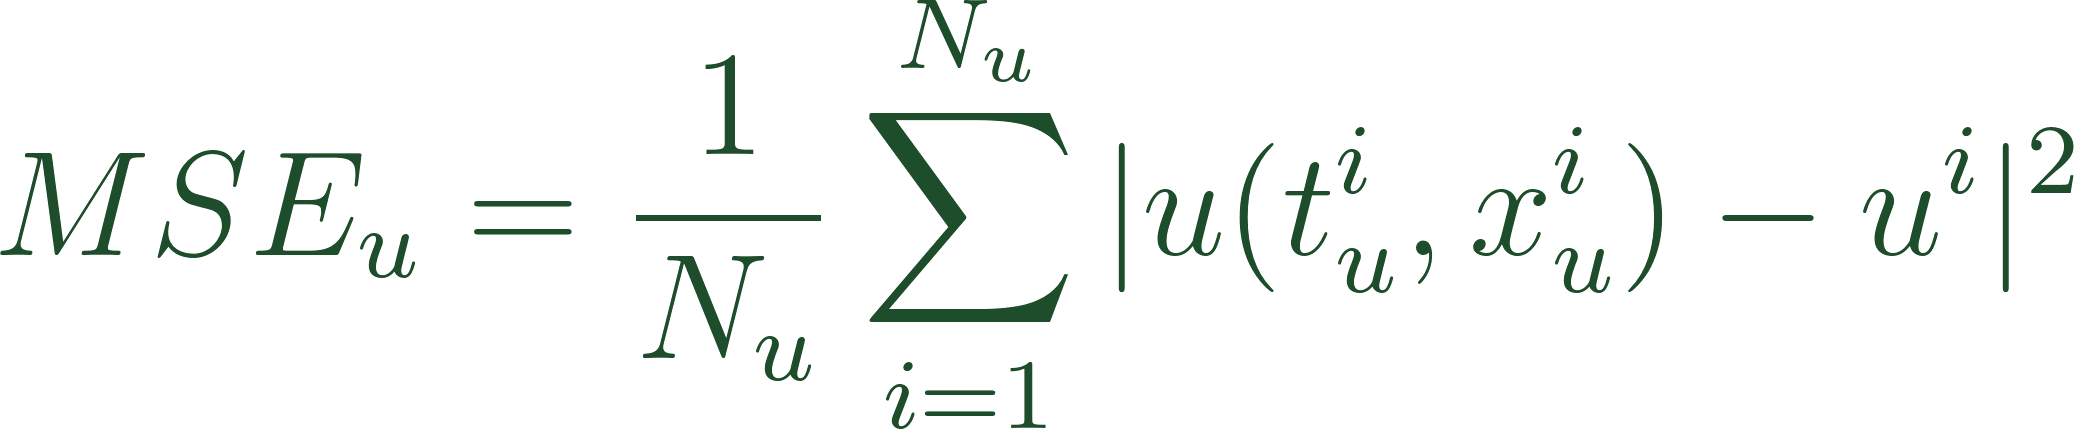 $MSE_u = \frac{1}{N_u} \sum_{i=1}^{N_u} |u(t_u^i, x_u^i) - u^i|^2$